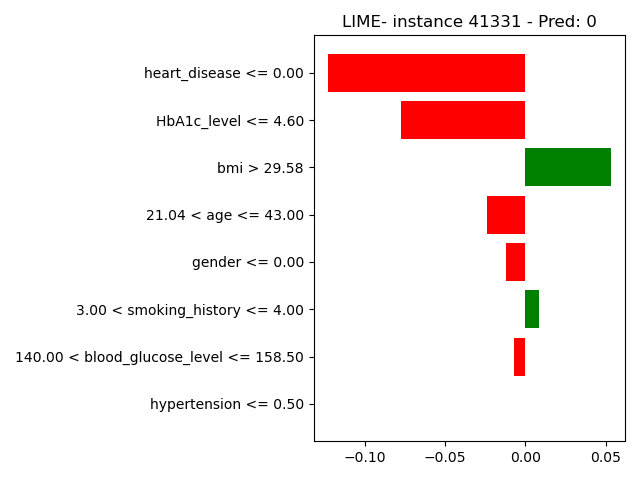 LIME- instance 41331 - Pred: 0
heart_disease <= 0.00
HbA1c_level <= 4.60
bmi > 29.58
21.04 < age <= 43.00
gender <= 0.00
3.00 < smoking_history <= 4.00
140.00 < blood_glucose_level <= 158.50
hypertension <= 0.50
−0.10 −0.05 0.00 0.05